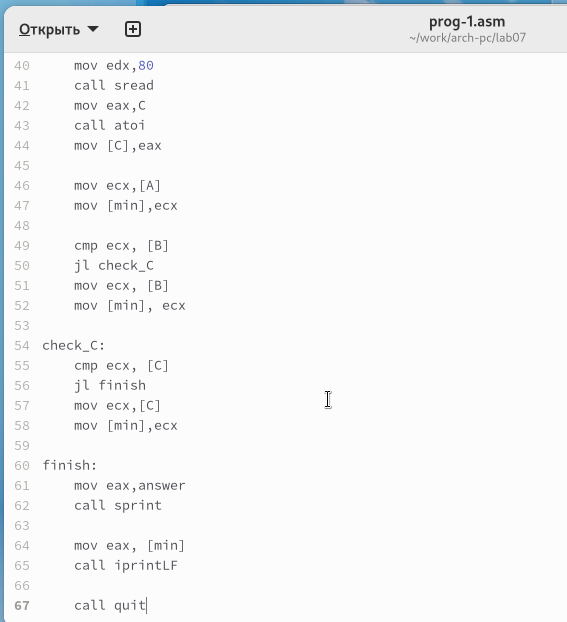 Открыть
prog-1.asm
~/work/arch-pc/lab07
40 mov edx,80
41 call sread
42 mov eax,C
43 call atoi
44 mov [C],eax
45
46 mov ecx,[A]
47 mov [min],ecx
48
49 cmp ecx, [B]
50 jl check_C
51 mov ecx, [B]
52 mov [min], ecx
53
54 check_C:
55 cmp ecx, [C]
56 jl finish
57 mov ecx,[C]
58 mov [min],ecx
59
60 finish:
61 mov eax,answer
62 call sprint
63
64 mov eax, [min]
65 call iprintLF
66
67 call quit